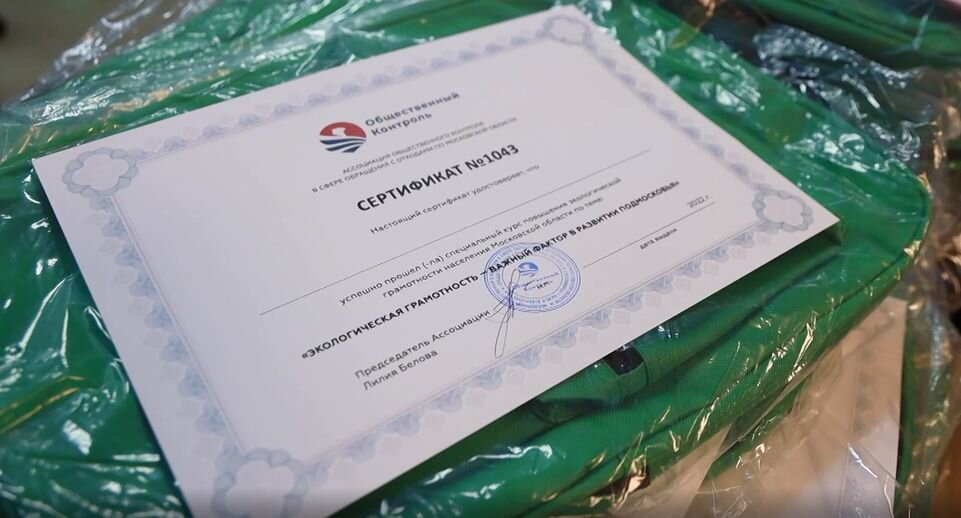 Общественный
Контроль
АССОЦИАЦИЯ ОБЩЕСТВЕННОГО КОНТРОЛЯ
В СФЕРЕ ОБРАЩЕНИЯ С ОТХОДАМИ ПО МОСКОВСКОЙ ОБЛАСТИ
СЕРТИФИКАТ №1043
Настоящий сертификат удостоверяет, что
успешно прошел (-ла) специальный курс повышения экологической
грамотности населения Московской области по теме:
«ЭКОЛОГИЧЕСКАЯ ГРАМОТНОСТЬ – ВАЖНЫЙ ФАКТОР В РАЗВИТИИ ПОДМОСКОВЬЯ»
2022 г.
дата выдачи
Председатель Ассоциации
Лилия Белова